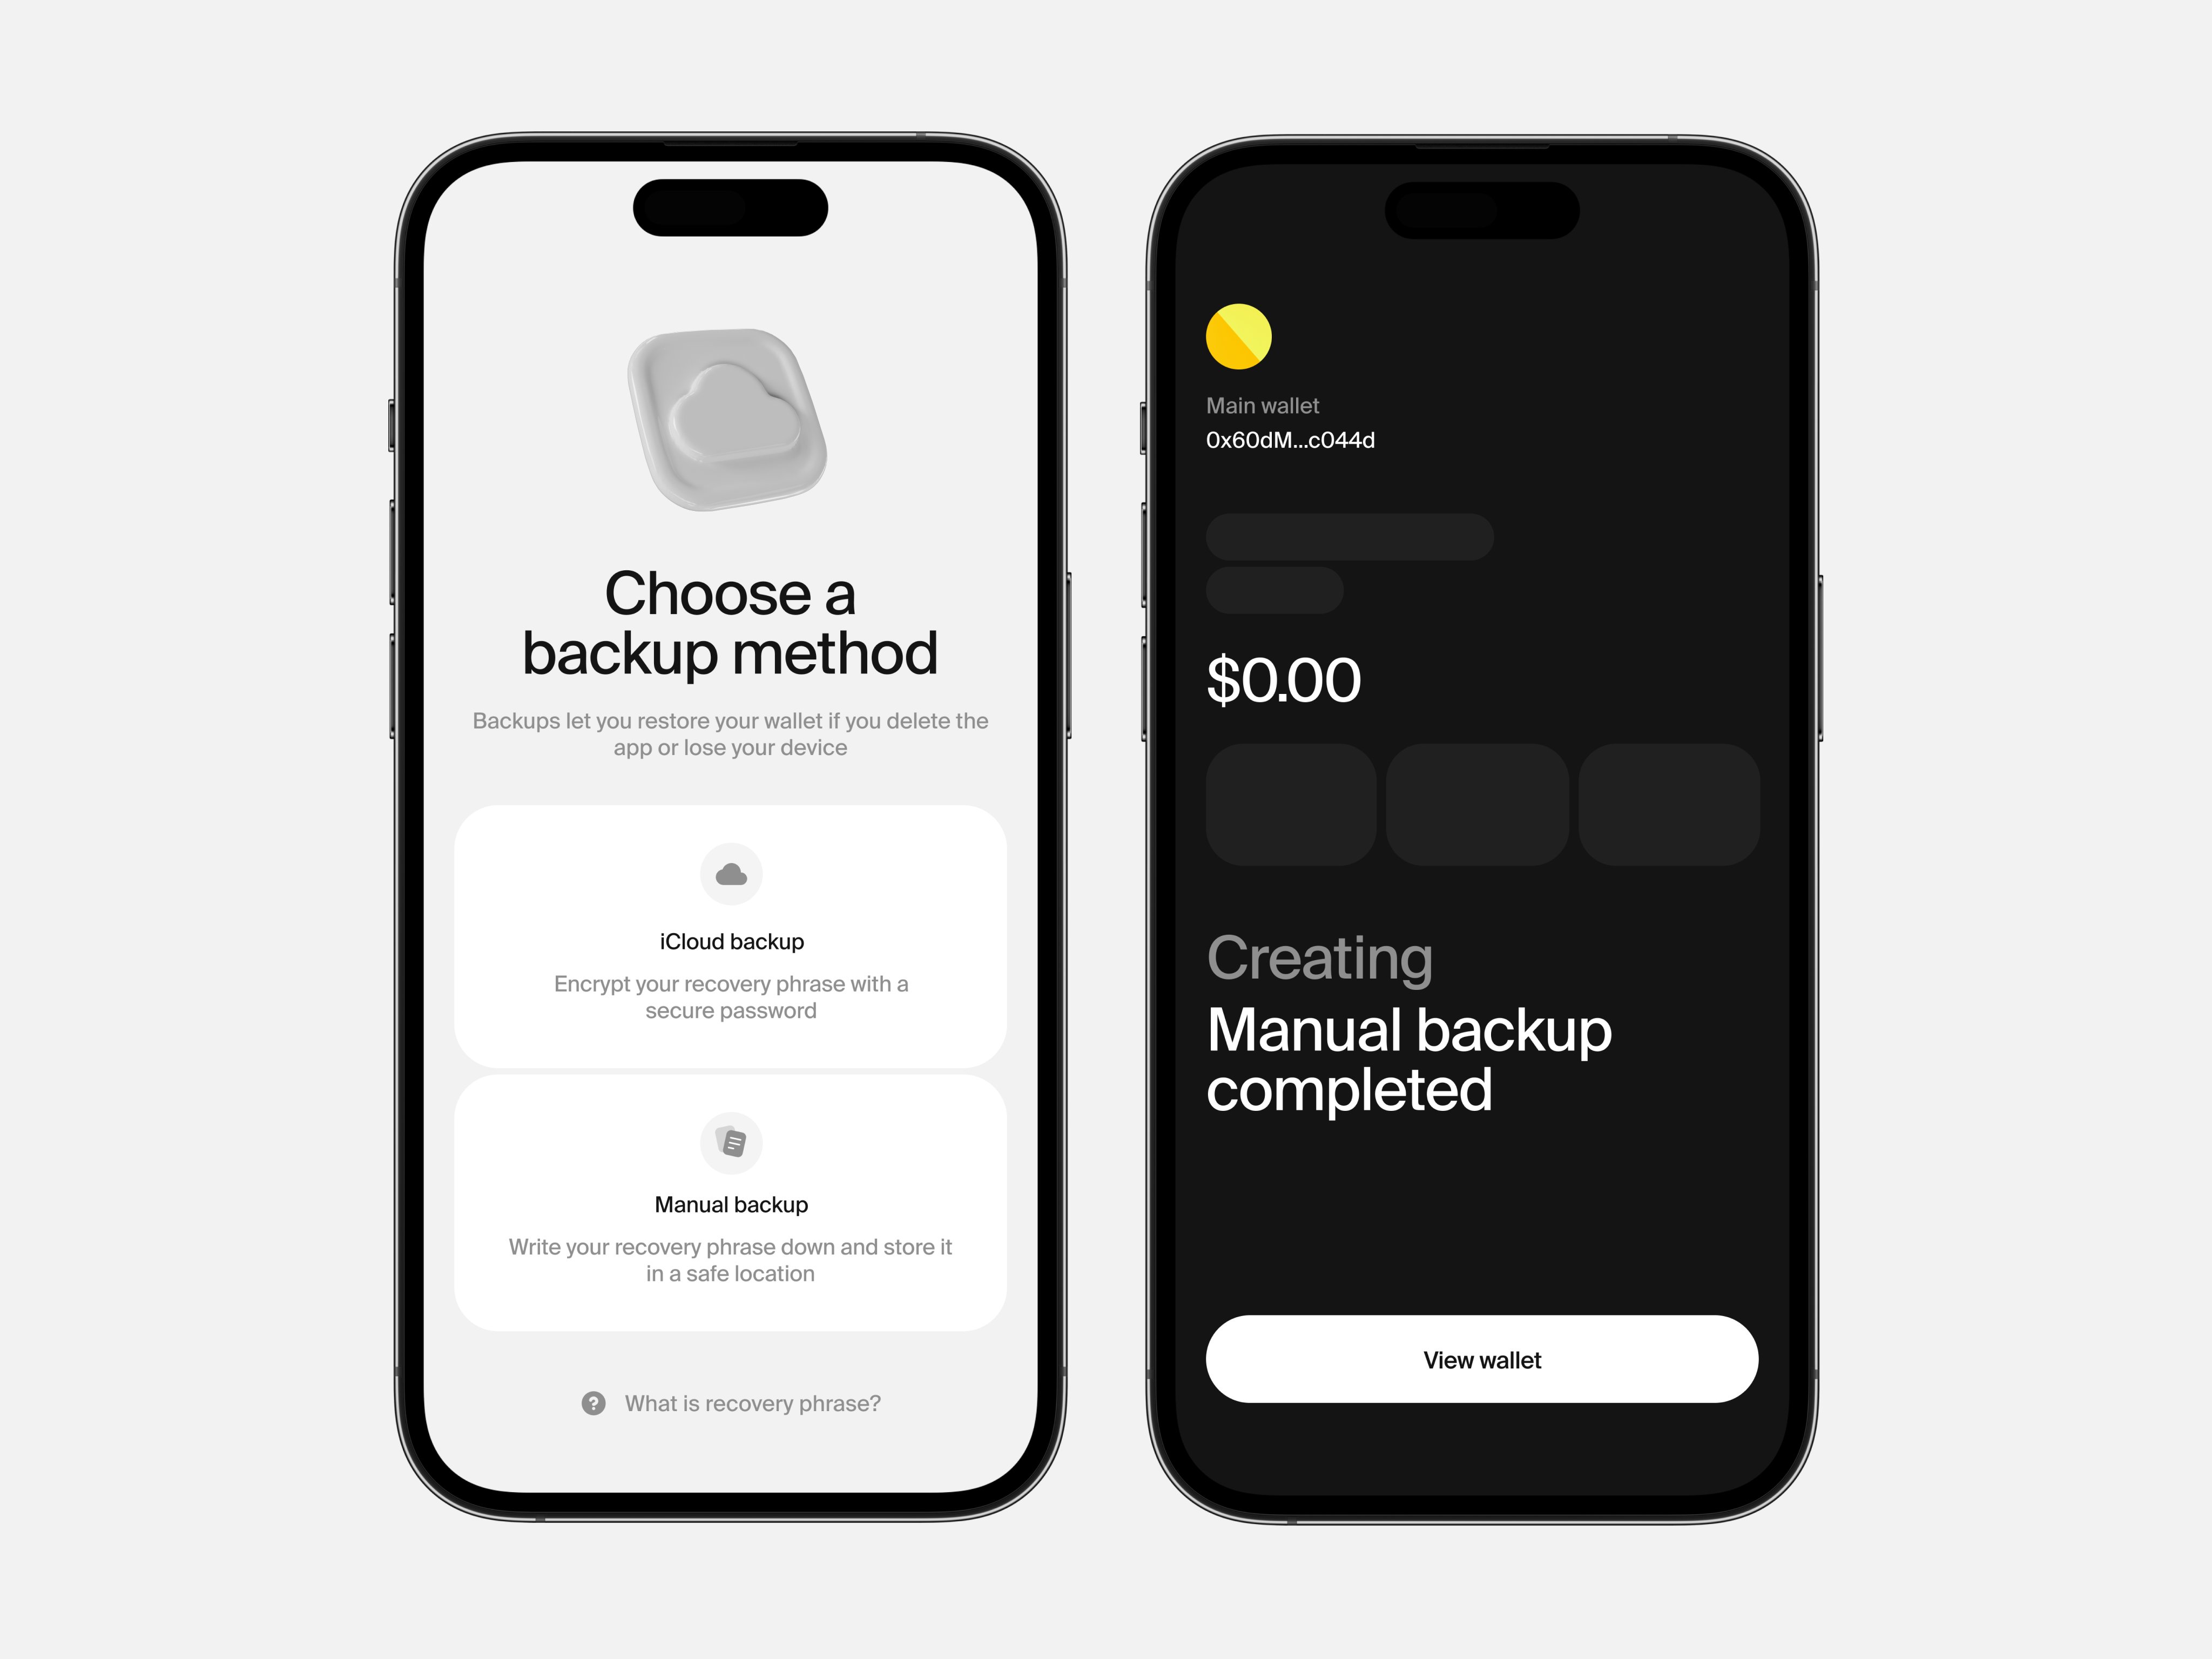 Choose a
backup method
Backups let you restore your wallet if you delete the
app or lose your device
iCloud backup
Encrypt your recovery phrase with a
secure password
Manual backup
Write your recovery phrase down and store it
in a safe location
? What is recovery phrase?
Main wallet
0x60dM...c044d
$0.00
Creating
Manual backup
completed
View wallet